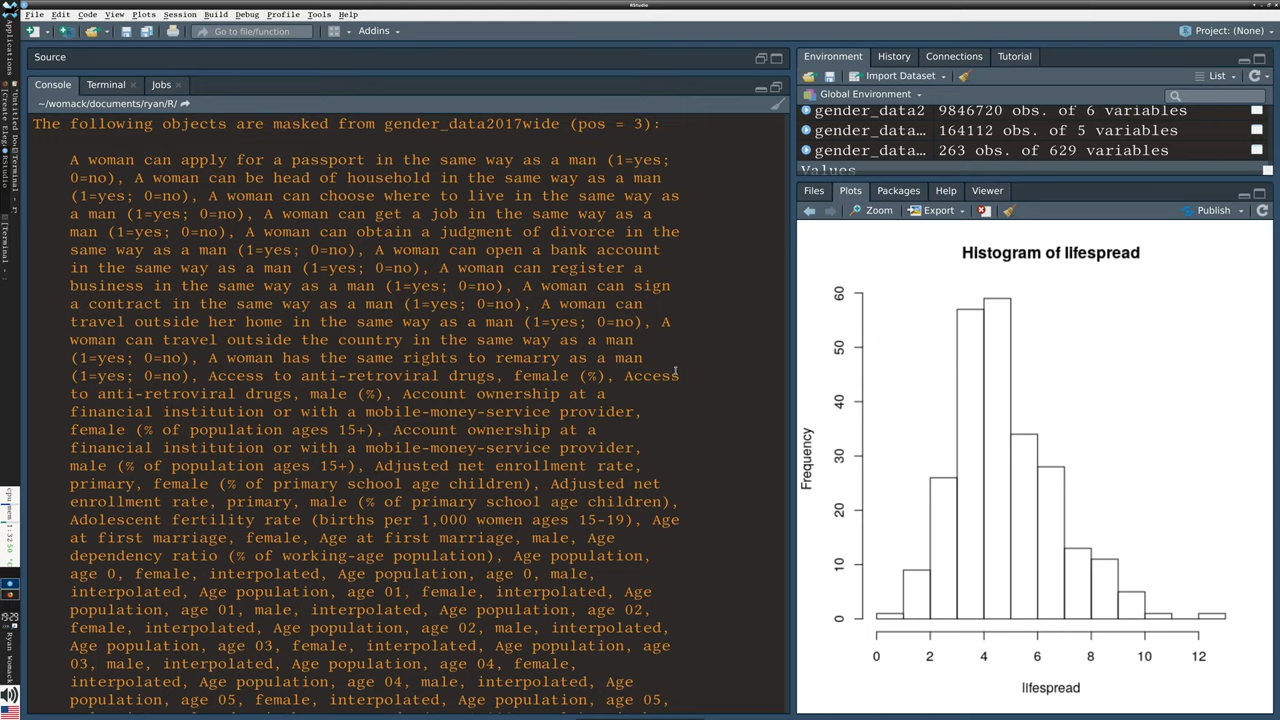 RStudio
File Edit Code View Plots Session Build Debug Profile Tools Help
Go to file/function
Addins
Project: (None)
Source
Console Terminal Jobs
~/womack/documents/ryan/R/
The following objects are masked from gender_data2017wide (pos = 3):
A woman can apply for a passport in the same way as a man (1=yes;
0=no), A woman can be head of household in the same way as a man
(1=yes; 0=no), A woman can choose where to live in the same way as
a man (1=yes; 0=no), A woman can get a job in the same way as a
man (1=yes; 0=no), A woman can obtain a judgment of divorce in the
same way as a man (1=yes; 0=no), A woman can open a bank account
in the same way as a man (1=yes; 0=no), A woman can register a
business in the same way as a man (1=yes; 0=no), A woman can sign
a contract in the same way as a man (1=yes; 0=no), A woman can
travel outside her home in the same way as a man (1=yes; 0=no), A
woman can travel outside the country in the same way as a man
(1=yes; 0=no), A woman has the same rights to remarry as a man
(1=yes; 0=no), Access to anti-retroviral drugs, female (%), Access
to anti-retroviral drugs, male (%), Account ownership at a
financial institution or with a mobile-money-service provider,
female (% of population ages 15+), Account ownership at a
financial institution or with a mobile-money-service provider,
male (% of population ages 15+), Adjusted net enrollment rate,
primary, female (% of primary school age children), Adjusted net
enrollment rate, primary, male (% of primary school age children),
Adolescent fertility rate (births per 1,000 women ages 15-19), Age
at first marriage, female, Age at first marriage, male, Age
dependency ratio (% of working-age population), Age population,
age 0, female, interpolated, Age population, age 0, male,
interpolated, Age population, age 01, female, interpolated, Age
population, age 01, male, interpolated, Age population, age 02,
female, interpolated, Age population, age 02, male, interpolated,
Age population, age 03, female, interpolated, Age population, age
03, male, interpolated, Age population, age 04, female,
interpolated, Age population, age 04, male, interpolated, Age
population, age 05, female, interpolated, Age population, age 05,
Environment History Connections Tutorial
Import Dataset
List
Global Environment
gender_data2 9846720 obs. of 6 variables
gender_data… 164112 obs. of 5 variables
gender_data… 263 obs. of 629 variables
Values
Files Plots Packages Help Viewer
Zoom Export Publish
Histogram of lifespread
Frequency
60
50
40
30
20
10
0
0 2 4 6 8 10 12
lifespread
Applications
RStudio
19:29
Ryan Womack